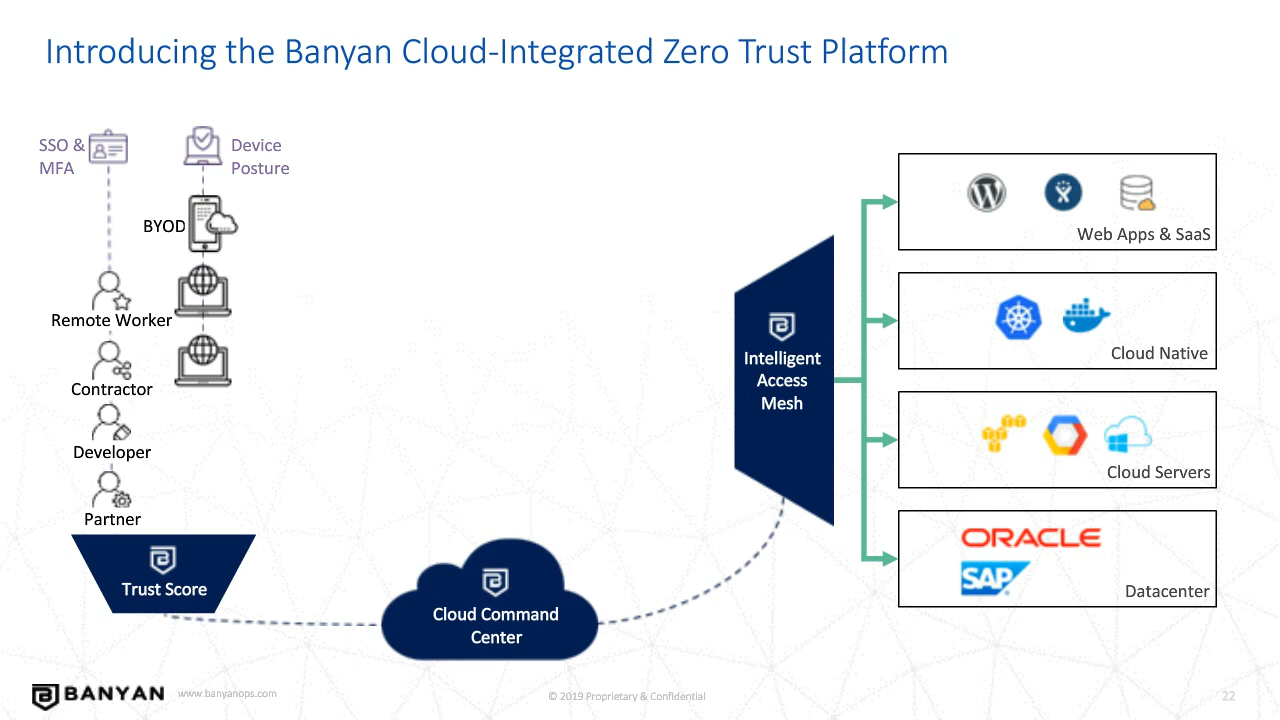 Introducing the Banyan Cloud-Integrated Zero Trust Platform
SSO &
MFA
Device
Posture
BYOD
Remote Worker
Contractor
Developer
Partner
Trust Score
Cloud Command
Center
Intelligent
Access
Mesh
Web Apps & SaaS
Cloud Native
Cloud Servers
ORACLE
SAP
Datacenter
BANYAN
www.banyanops.com
© 2019 Proprietary & Confidential
22